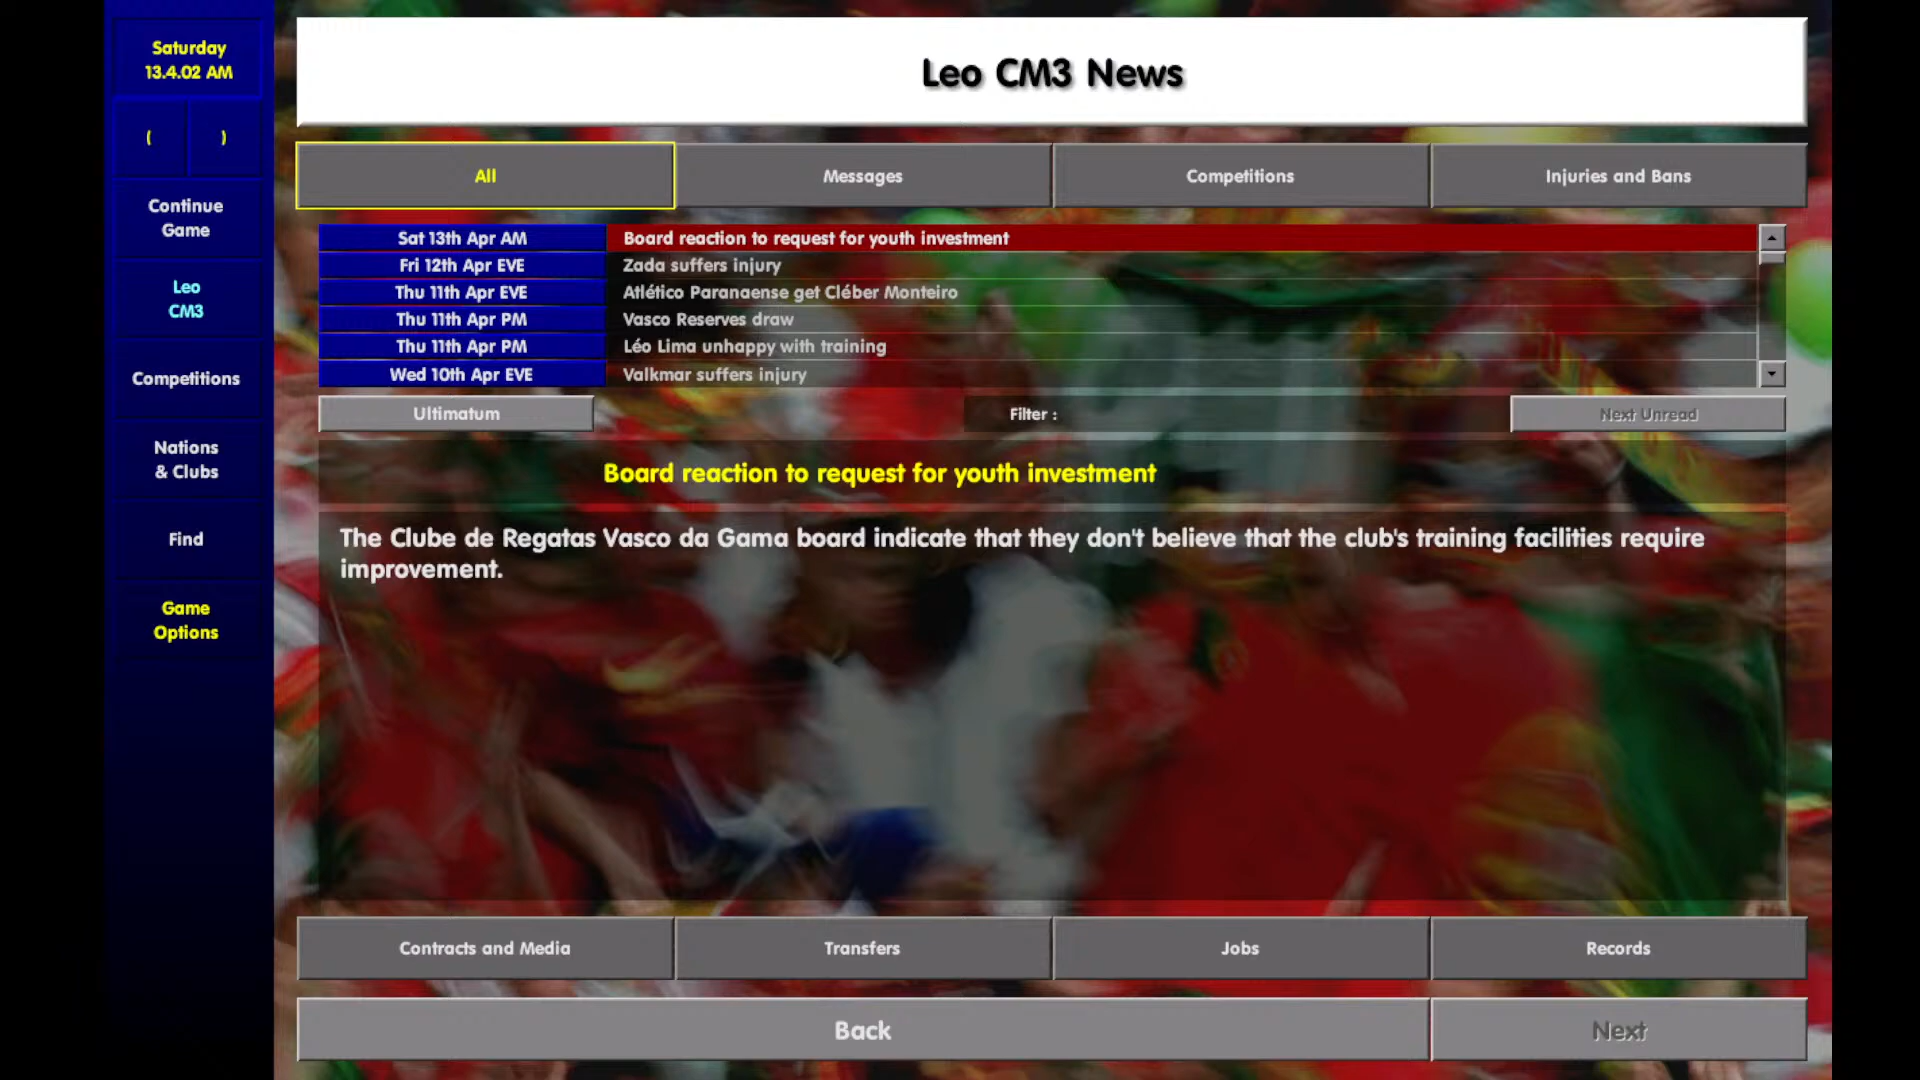 Saturday
13.4.02 AM
Continue
Game
Leo
CM3
Competitions
Nations
& Clubs
Find
Game
Options
Leo CM3 News
All
Messages
Competitions
Injuries and Bans
Sat 13th Apr AM Board reaction to request for youth investment
Fri 12th Apr EVE Zada suffers injury
Thu 11th Apr EVE Atlético Paranaense get Cléber Monteiro
Thu 11th Apr PM Vasco Reserves draw
Thu 11th Apr PM Léo Lima unhappy with training
Wed 10th Apr EVE Valkmar suffers injury
Ultimatum
Filter :
Next Unread
Board reaction to request for youth investment
The Clube de Regatas Vasco da Gama board indicate that they don't believe that the club's training facilities require
improvement.
Contracts and Media
Transfers
Jobs
Records
Back
Next